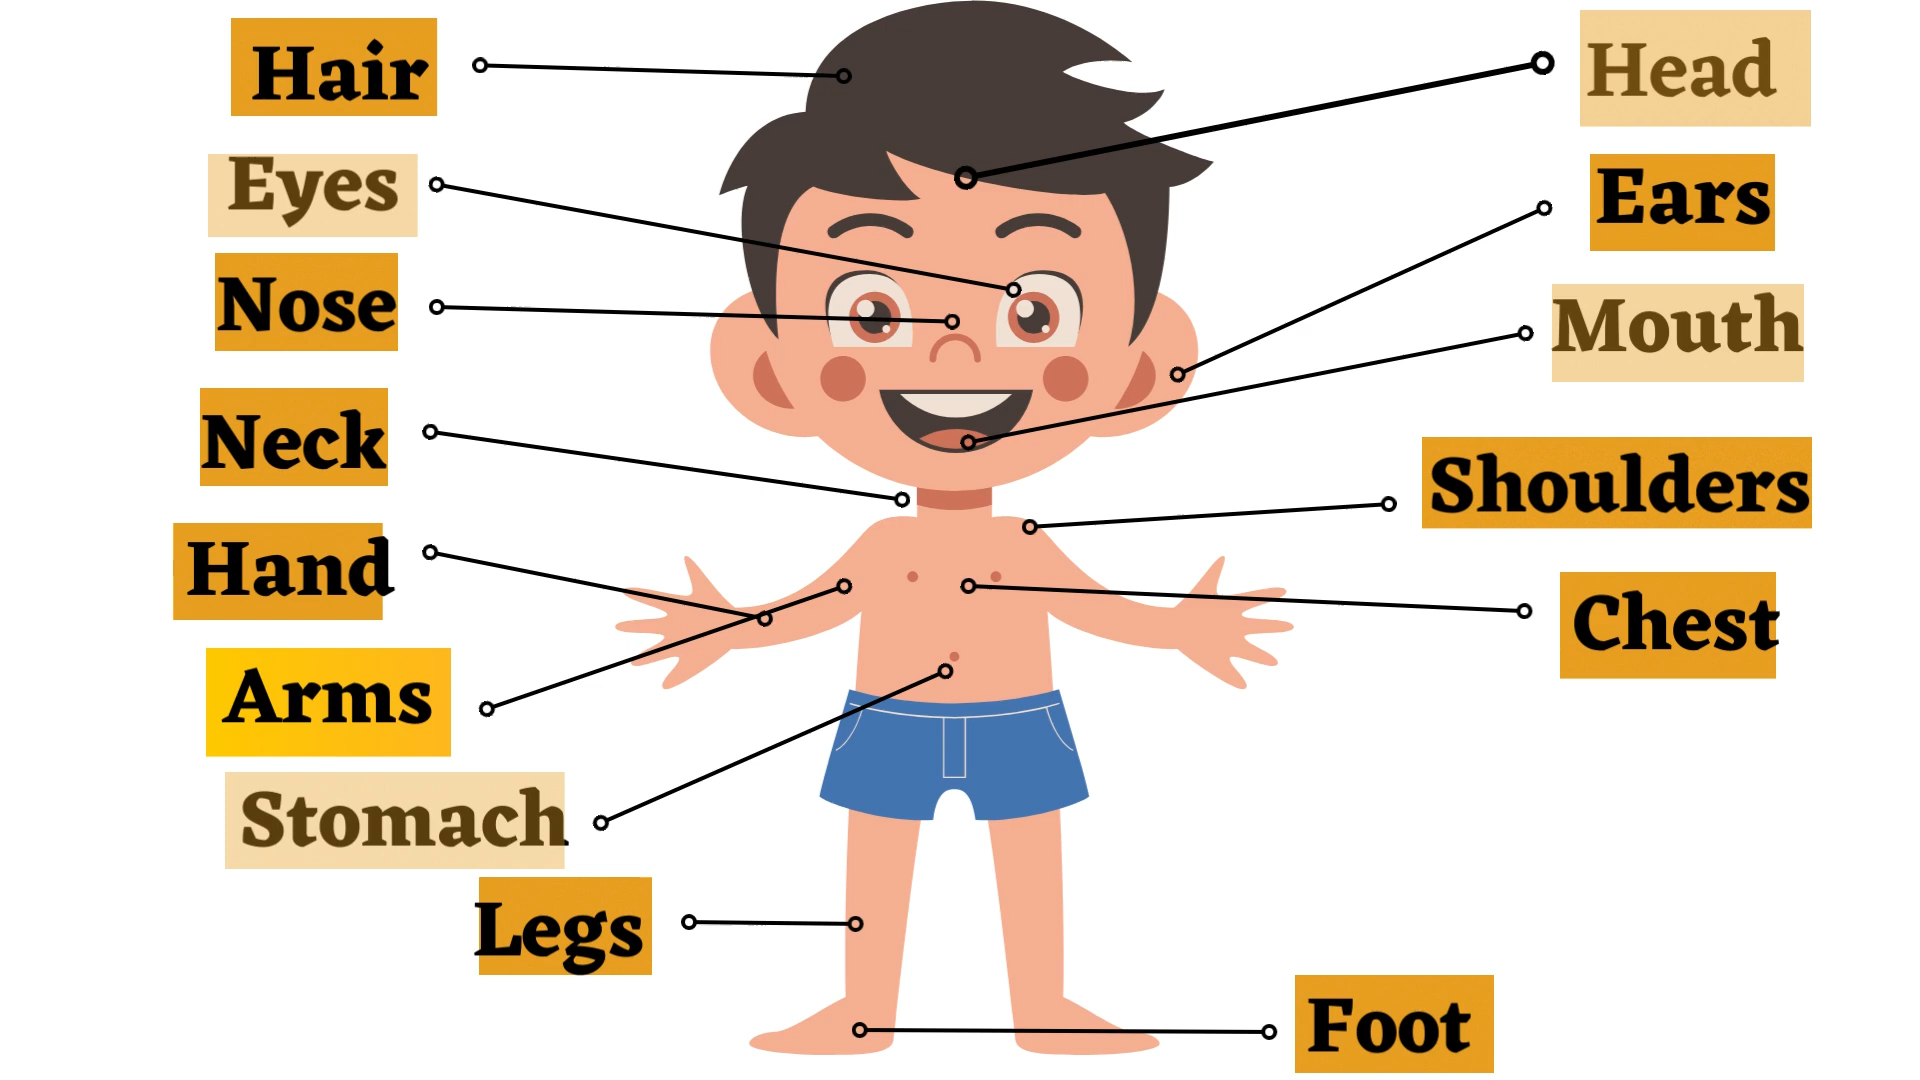 Hair
Eyes
Nose
Neck
Hand
Arms
Stomach
Legs
Head
Ears
Mouth
Shoulders
Chest
Foot